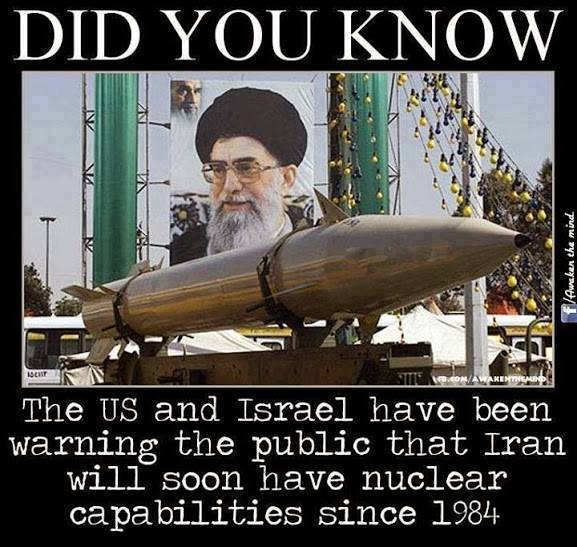 DID YOU KNOW
f/Awaken the mind.
FB.COM/AWAKENTHEMIND
The US and Israel have been
warning the public that Iran
will soon have nuclear
capabilities since 1984